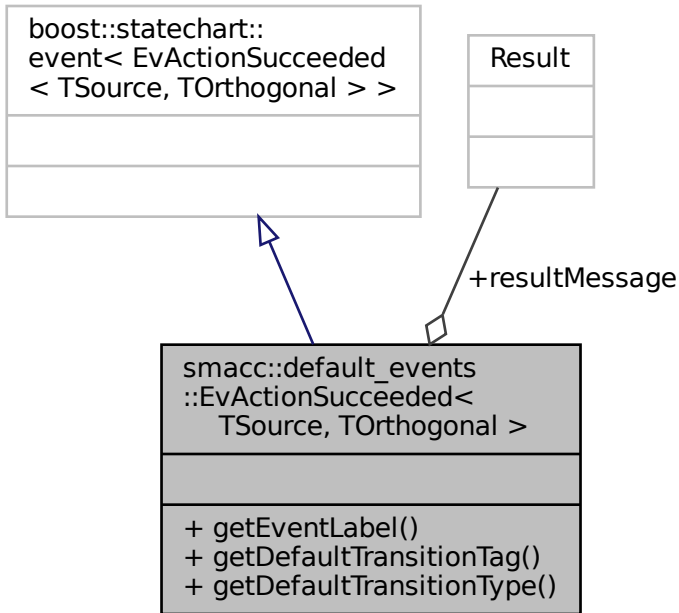 boost::statechart::
event< EvActionSucceeded
< TSource, TOrthogonal > >
Result
+resultMessage
smacc::default_events
::EvActionSucceeded<
TSource, TOrthogonal >
+ getEventLabel()
+ getDefaultTransitionTag()
+ getDefaultTransitionType()